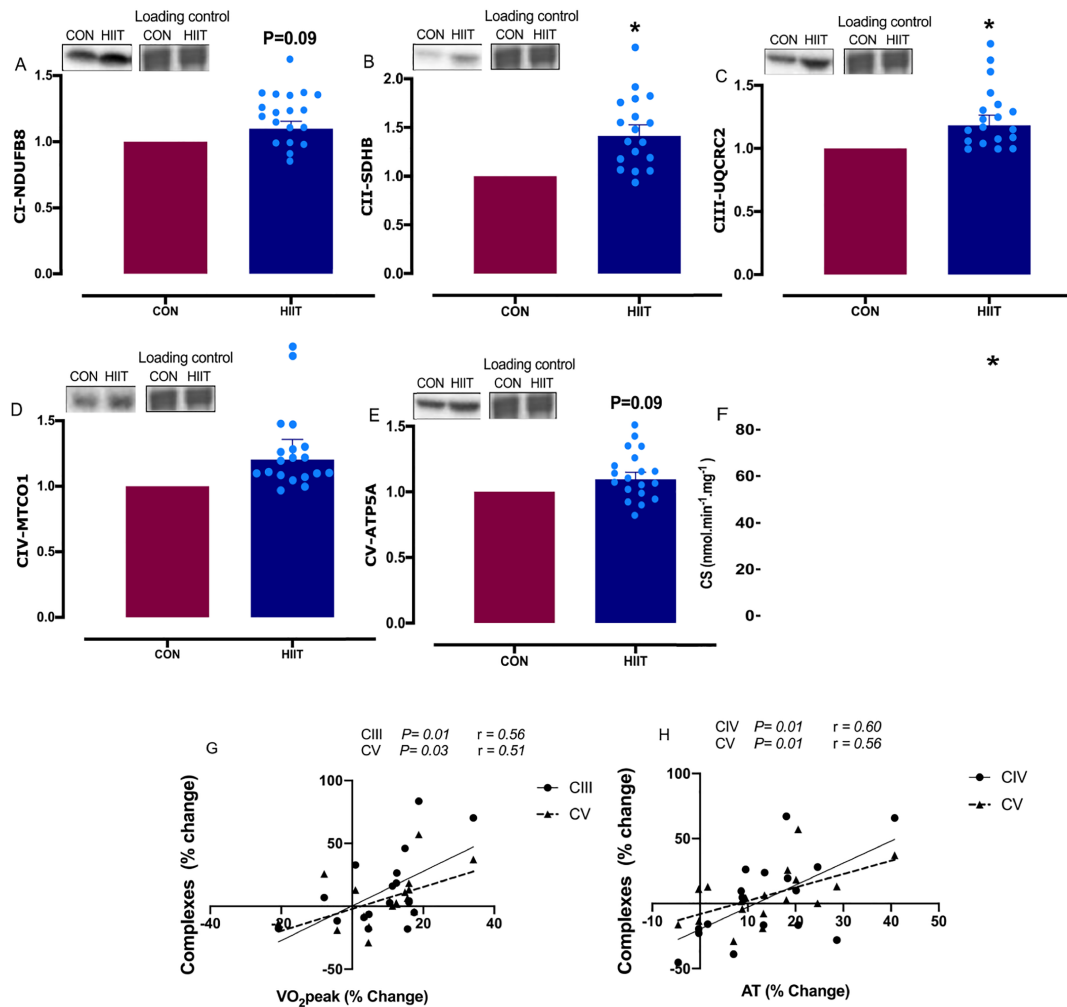 Loading control
CON HIIT
CON HIIT
P=0.09
A
CI-NDUFB8
1.5
1.0
0.5
0.0
CON
HIIT
Loading control
CON HIIT
CON HIIT
*
B
CII-SDHB
2.0
1.5
1.0
0.5
0.0
CON
HIIT
Loading control
CON HIIT
CON HIIT
*
C
CIII-UQCRC2
1.5
1.0
0.5
0.0
CON
HIIT
Loading control
CON HIIT
CON HIIT
D
CIV-MTCO1
1.5
1.0
0.5
0.0
CON
HIIT
Loading control
CON HIIT
CON HIIT
P=0.09
E
CV-ATP5A
1.5
1.0
0.5
0.0
CON
HIIT
*
F
CS (nmol.min⁻¹.mg⁻¹)
80-
60-
40-
20-
0-
G
CIII P= 0.01 r = 0.56
CV P= 0.03 r = 0.51
CIII
CV
Complexes (% change)
100
50
-50
-40
-20
0
20
40
VO₂peak (% Change)
H
CIV P= 0.01 r = 0.60
CV P= 0.01 r = 0.56
CIV
CV
Complexes (% change)
100
50
-50
-10
0
10
20
30
40
50
AT (% Change)